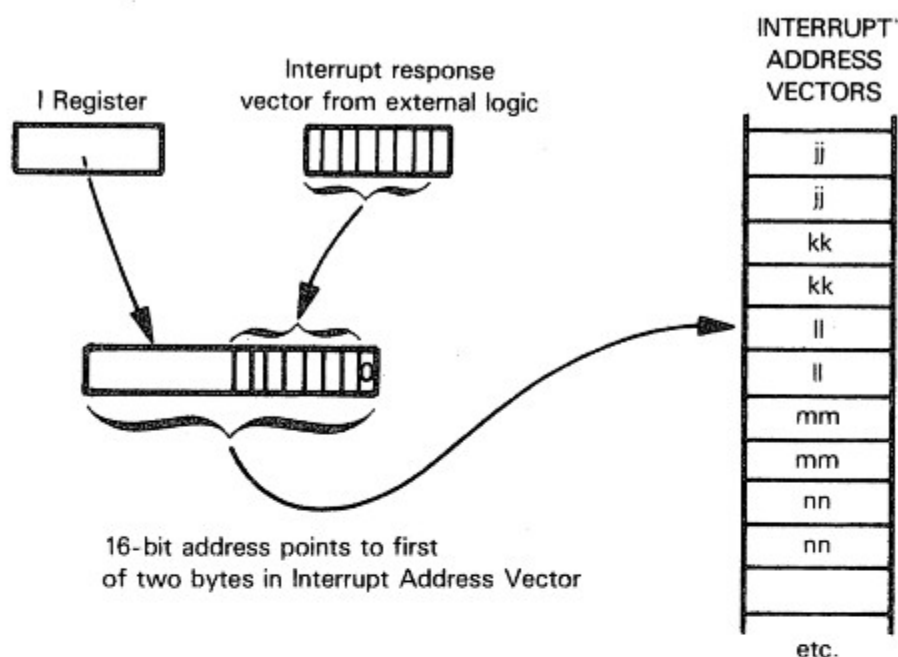 I Register
Interrupt response
vector from external logic
0
16-bit address points to first
of two bytes in Interrupt Address Vector
INTERRUPT
ADDRESS
VECTORS
jj
jj
kk
kk
ll
ll
mm
mm
nn
nn
etc.